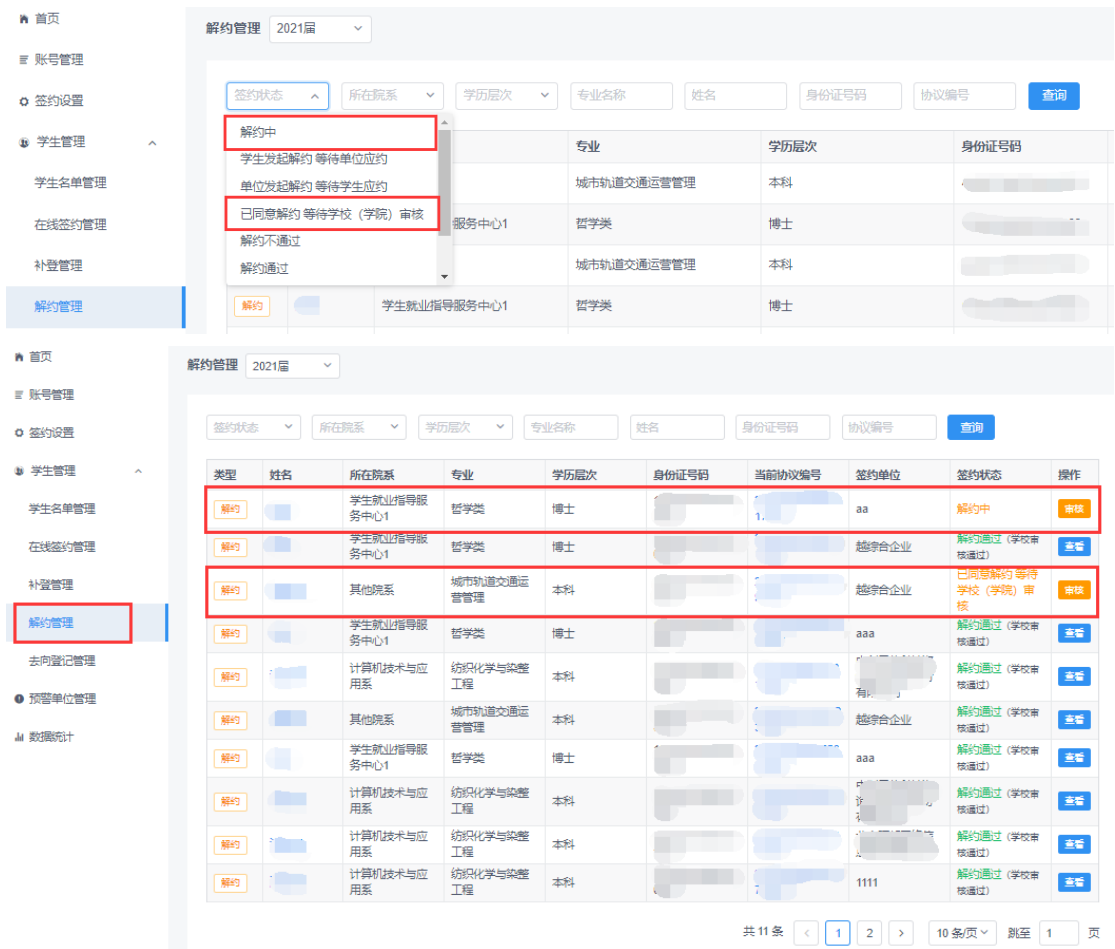 首页
账号管理
签约设置
学生管理
学生名单管理
在线签约管理
补登管理
解约管理
解约管理 2021届
签约状态 所在院系 学历层次 专业名称 姓名 身份证号码 协议编号 查询
解约中
学生发起解约 等待单位应约
单位发起解约 等待学生应约
已同意解约 等待学校（学院）审核
解约不通过
解约通过
专业 学历层次 身份证号码
城市轨道交通运营管理 本科
服务中心1 哲学类 博士
城市轨道交通运营管理 本科
解约 学生就业指导服务中心1 哲学类 博士
首页
账号管理
签约设置
学生管理
学生名单管理
在线签约管理
补登管理
解约管理
去向登记管理
预警单位管理
数据统计
解约管理 2021届
签约状态 所在院系 学历层次 专业名称 姓名 身份证号码 协议编号 查询
类型 姓名 所在院系 专业 学历层次 身份证号码 当前协议编号 签约单位 签约状态 操作
解约 学生就业指导服
务中心1 哲学类 博士 aa 解约中 审核
解约 学生就业指导服
务中心1 哲学类 博士 越综合企业 解约通过（学校审
核通过） 查看
解约 其他院系 城市轨道交通运
营管理 本科 越综合企业 已同意解约 等待
学校（学院）审
核 审核
解约 学生就业指导服
务中心1 哲学类 博士 aaa 解约通过（学校审
核通过） 查看
解约 计算机技术与应
用系 纺织化学与染整
工程 本科 解约通过（学校审
核通过） 查看
解约 其他院系 城市轨道交通运
营管理 本科 越综合企业 解约通过（学校审
核通过） 查看
解约 学生就业指导服
务中心1 哲学类 博士 aaa 解约通过（学校审
核通过） 查看
解约 计算机技术与应
用系 纺织化学与染整
工程 本科 解约通过（学校审
核通过） 查看
解约 计算机技术与应
用系 纺织化学与染整
工程 本科 解约通过（学校审
核通过） 查看
解约 计算机技术与应
用系 纺织化学与染整
工程 本科 1111 解约通过（学校审
核通过） 查看
共 11 条 1 2 10 条/页 跳至 1 页